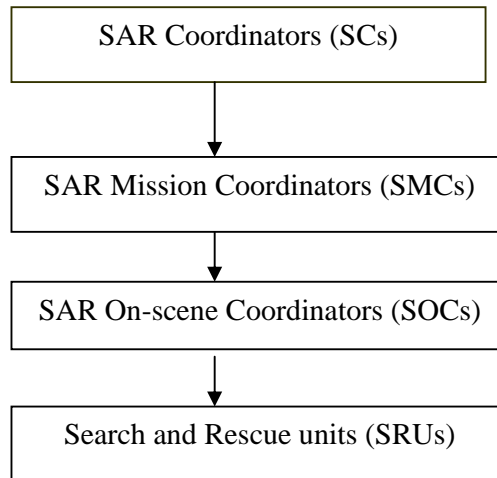 SAR Coordinators (SCs)
SAR Mission Coordinators (SMCs)
SAR On-scene Coordinators (SOCs)
Search and Rescue units (SRUs)